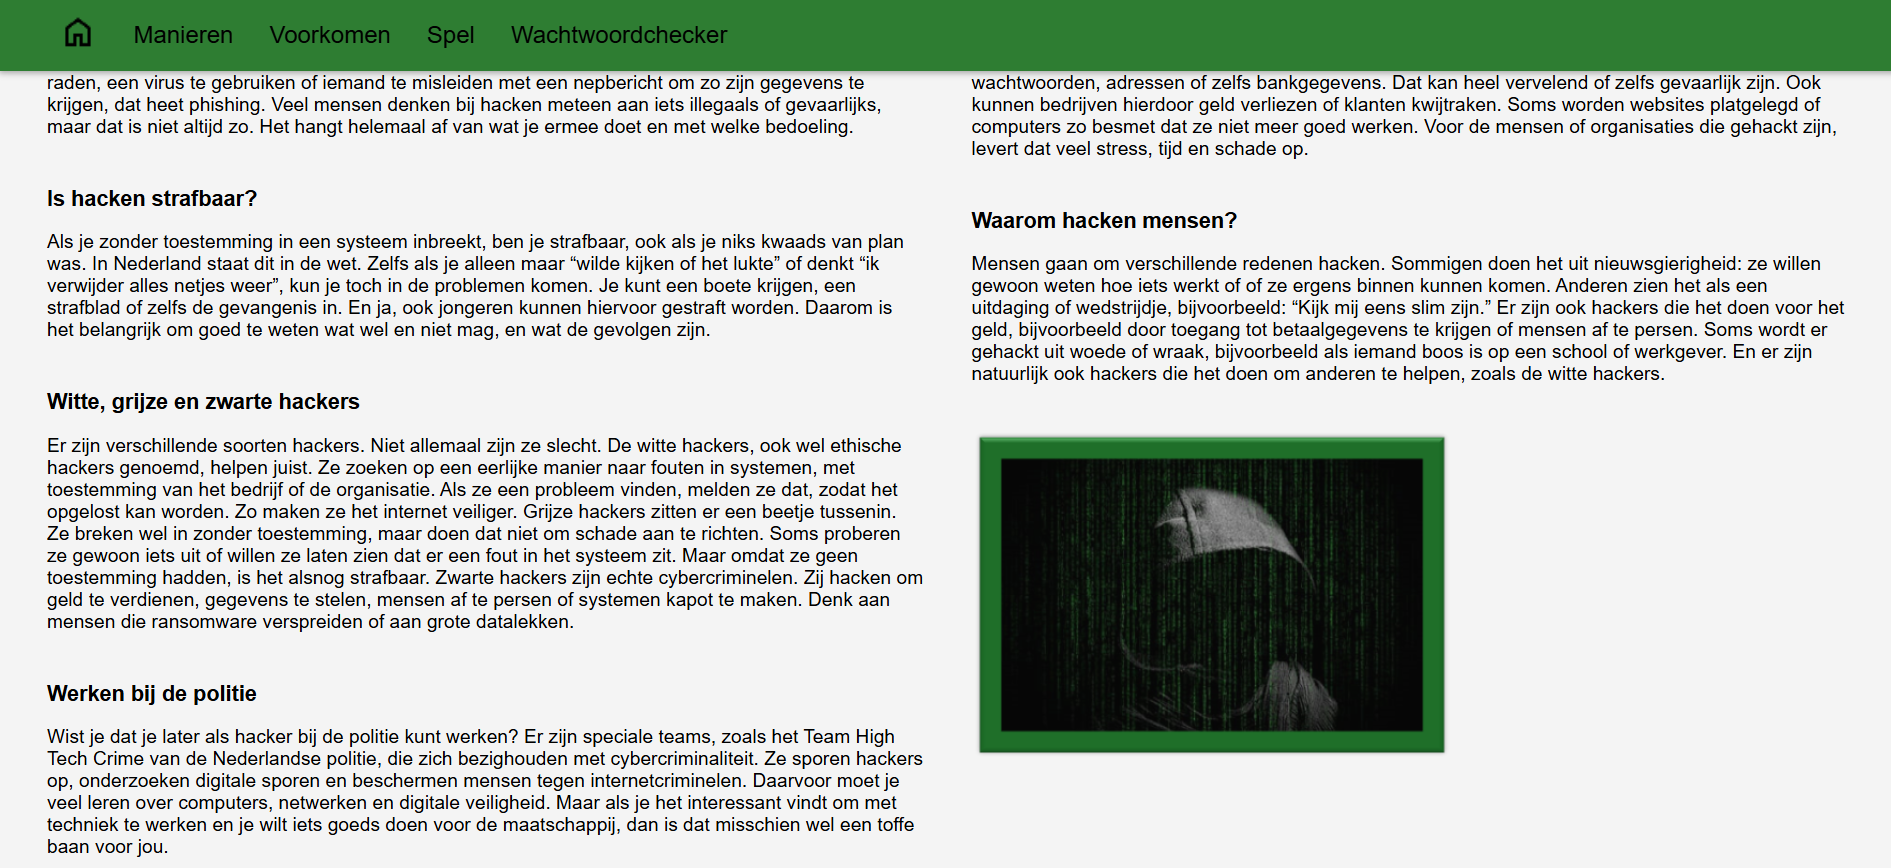 Manieren Voorkomen Spel Wachtwoordchecker
raden, een virus te gebruiken of iemand te misleiden met een nepbericht om zo zijn gegevens te
krijgen, dat heet phishing. Veel mensen denken bij hacken meteen aan iets illegaals of gevaarlijks,
maar dat is niet altijd zo. Het hangt helemaal af van wat je ermee doet en met welke bedoeling.
Is hacken strafbaar?
Als je zonder toestemming in een systeem inbreekt, ben je strafbaar, ook als je niks kwaads van plan
was. In Nederland staat dit in de wet. Zelfs als je alleen maar “wilde kijken of het lukte” of denkt “ik
verwijder alles netjes weer”, kun je toch in de problemen komen. Je kunt een boete krijgen, een
strafblad of zelfs de gevangenis in. En ja, ook jongeren kunnen hiervoor gestraft worden. Daarom is
het belangrijk om goed te weten wat wel en niet mag, en wat de gevolgen zijn.
Witte, grijze en zwarte hackers
Er zijn verschillende soorten hackers. Niet allemaal zijn ze slecht. De witte hackers, ook wel ethische
hackers genoemd, helpen juist. Ze zoeken op een eerlijke manier naar fouten in systemen, met
toestemming van het bedrijf of de organisatie. Als ze een probleem vinden, melden ze dat, zodat het
opgelost kan worden. Zo maken ze het internet veiliger. Grijze hackers zitten er een beetje tussenin.
Ze breken wel in zonder toestemming, maar doen dat niet om schade aan te richten. Soms proberen
ze gewoon iets uit of willen ze laten zien dat er een fout in het systeem zit. Maar omdat ze geen
toestemming hadden, is het alsnog strafbaar. Zwarte hackers zijn echte cybercriminelen. Zij hacken om
geld te verdienen, gegevens te stelen, mensen af te persen of systemen kapot te maken. Denk aan
mensen die ransomware verspreiden of aan grote datalekken.
Werken bij de politie
Wist je dat je later als hacker bij de politie kunt werken? Er zijn speciale teams, zoals het Team High
Tech Crime van de Nederlandse politie, die zich bezighouden met cybercriminaliteit. Ze sporen hackers
op, onderzoeken digitale sporen en beschermen mensen tegen internetcriminelen. Daarvoor moet je
veel leren over computers, netwerken en digitale veiligheid. Maar als je het interessant vindt om met
techniek te werken en je wilt iets goeds doen voor de maatschappij, dan is dat misschien wel een toffe
baan voor jou.
wachtwoorden, adressen of zelfs bankgegevens. Dat kan heel vervelend of zelfs gevaarlijk zijn. Ook
kunnen bedrijven hierdoor geld verliezen of klanten kwijtraken. Soms worden websites platgelegd of
computers zo besmet dat ze niet meer goed werken. Voor de mensen of organisaties die gehackt zijn,
levert dat veel stress, tijd en schade op.
Waarom hacken mensen?
Mensen gaan om verschillende redenen hacken. Sommigen doen het uit nieuwsgierigheid: ze willen
gewoon weten hoe iets werkt of of ze ergens binnen kunnen komen. Anderen zien het als een
uitdaging of wedstrijdje, bijvoorbeeld: “Kijk mij eens slim zijn.” Er zijn ook hackers die het doen voor het
geld, bijvoorbeeld door toegang tot betaalgegevens te krijgen of mensen af te persen. Soms wordt er
gehackt uit woede of wraak, bijvoorbeeld als iemand boos is op een school of werkgever. En er zijn
natuurlijk ook hackers die het doen om anderen te helpen, zoals de witte hackers.